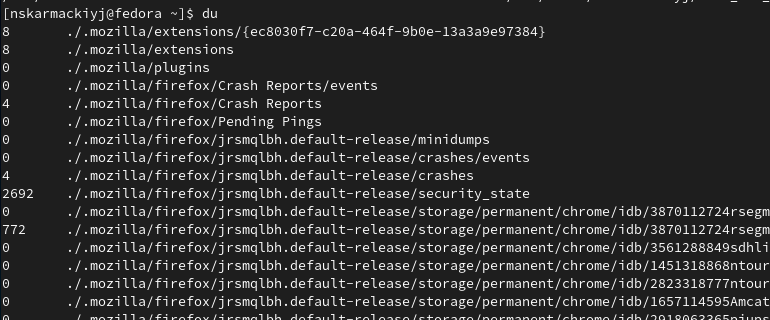 [nskarmackiyj@fedora ~]$ du
8 ./.mozilla/extensions/{ec8030f7-c20a-464f-9b0e-13a3a9e97384}
8 ./.mozilla/extensions
0 ./.mozilla/plugins
0 ./.mozilla/firefox/Crash Reports/events
4 ./.mozilla/firefox/Crash Reports
0 ./.mozilla/firefox/Pending Pings
0 ./.mozilla/firefox/jrsmqlbh.default-release/minidumps
0 ./.mozilla/firefox/jrsmqlbh.default-release/crashes/events
4 ./.mozilla/firefox/jrsmqlbh.default-release/crashes
2692 ./.mozilla/firefox/jrsmqlbh.default-release/security_state
0 ./.mozilla/firefox/jrsmqlbh.default-release/storage/permanent/chrome/idb/3870112724rsegm
772 ./.mozilla/firefox/jrsmqlbh.default-release/storage/permanent/chrome/idb/3870112724rsegm
0 ./.mozilla/firefox/jrsmqlbh.default-release/storage/permanent/chrome/idb/3561288849sdhli
0 ./.mozilla/firefox/jrsmqlbh.default-release/storage/permanent/chrome/idb/1451318868ntour
0 ./.mozilla/firefox/jrsmqlbh.default-release/storage/permanent/chrome/idb/2823318777ntour
0 ./.mozilla/firefox/jrsmqlbh.default-release/storage/permanent/chrome/idb/1657114595Amcat